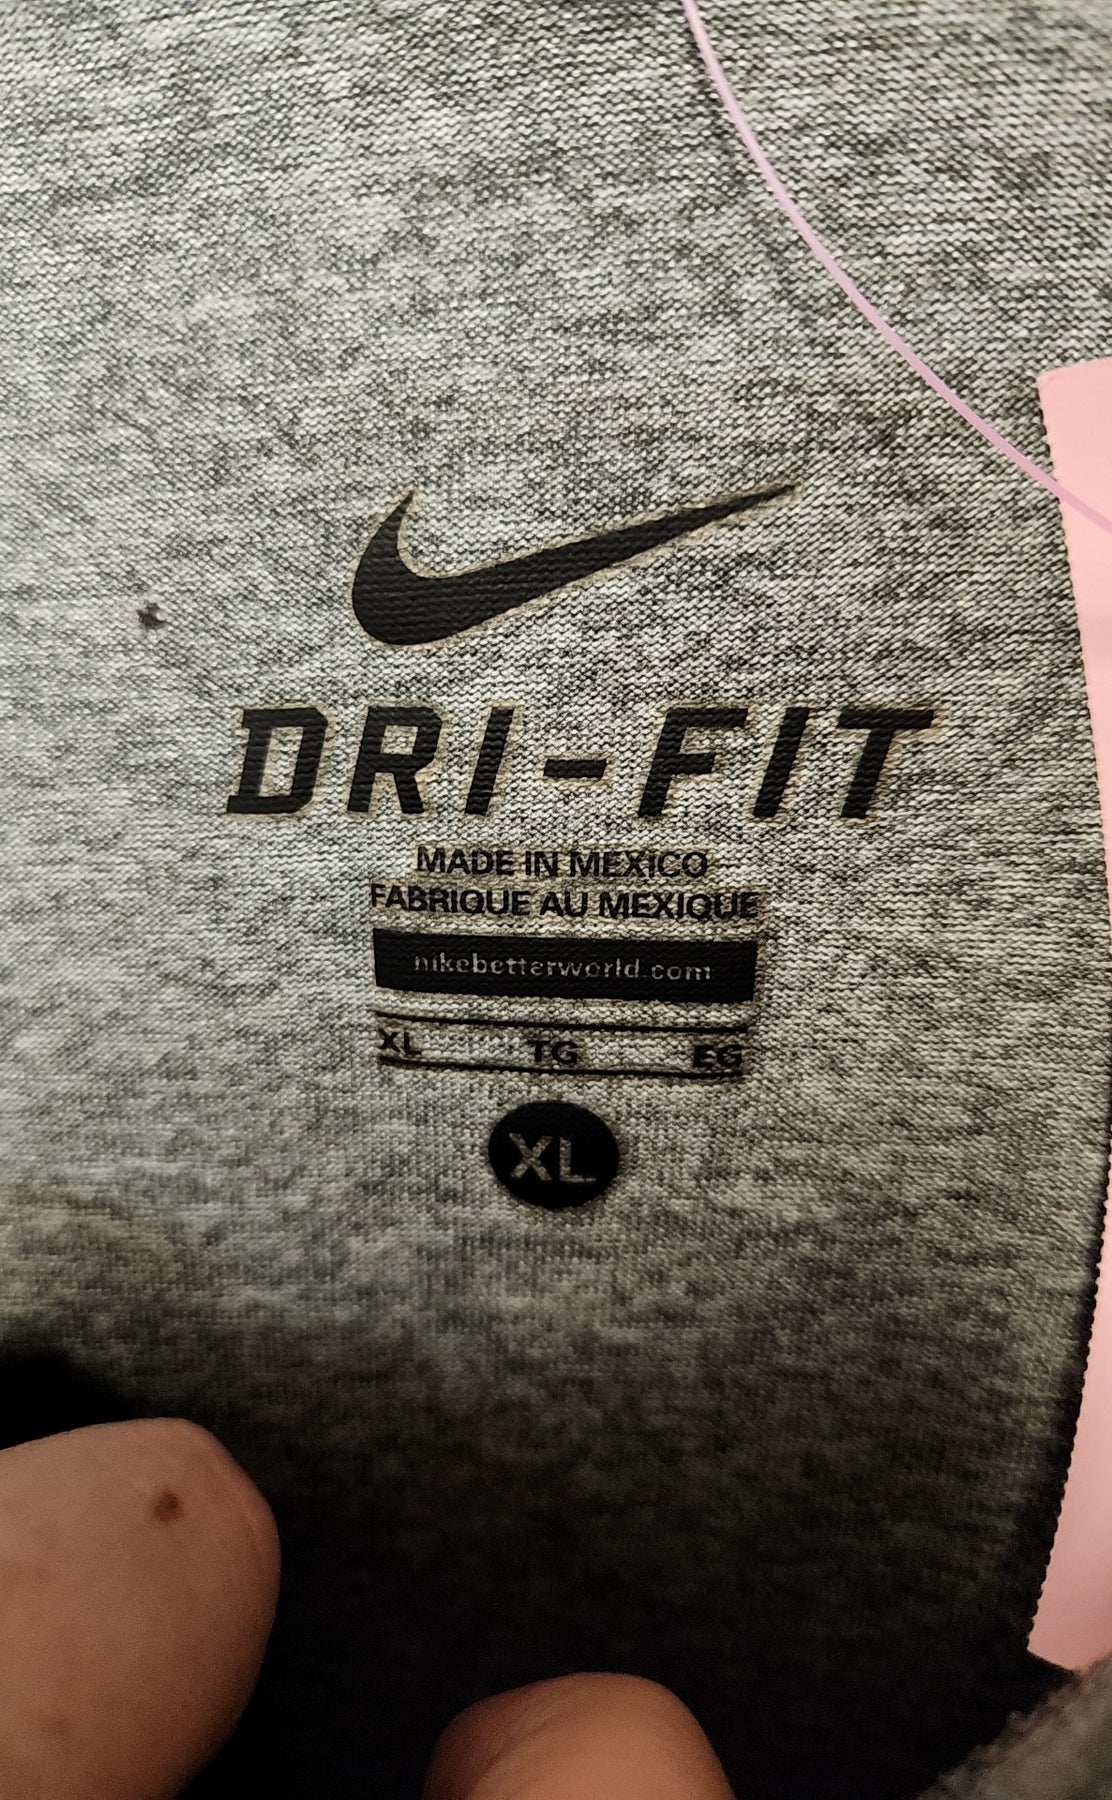 DRI-FIT
MADE IN MEXICO
FABRIQUE AU MEXIQUE
nikebetterworld.com
XL TG EG
XL